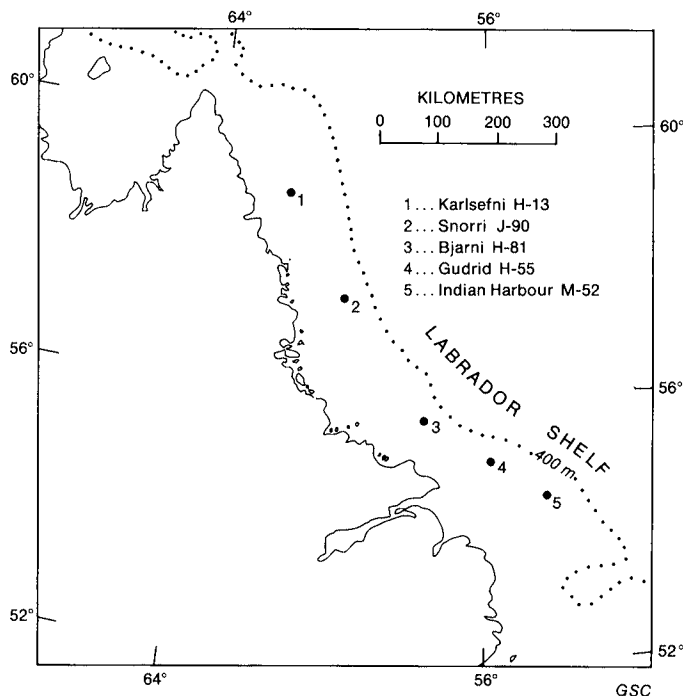 64°
56°
60°
60°
KILOMETRES
0 100 200 300
1...Karlsefni H-13
2...Snorri J-90
3...Bjarni H-81
4...Gudrid H-55
5...Indian Harbour M-52
1
2
56°
56°
LABRADOR SHELF
3
400 m
4
5
52°
52°
64°
56°
GSC